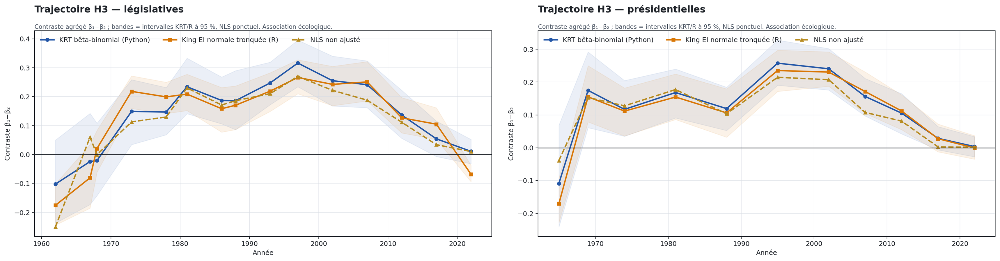 Trajectoire H3 — législatives
Contraste agrégé β₁−β₂ ; bandes = intervalles KRT/R à 95 %, NLS ponctuel. Association écologique.
KRT bêta-binomial (Python)
King EI normale tronquée (R)
NLS non ajusté
0.4
0.3
0.2
0.1
0.0
−0.1
−0.2
Contraste β₁−β₂
1960
1970
1980
1990
2000
2010
2020
Année
Trajectoire H3 — présidentielles
Contraste agrégé β₁−β₂ ; bandes = intervalles KRT/R à 95 %, NLS ponctuel. Association écologique.
KRT bêta-binomial (Python)
King EI normale tronquée (R)
NLS non ajusté
0.3
0.2
0.1
0.0
−0.1
−0.2
Contraste β₁−β₂
1970
1980
1990
2000
2010
2020
Année